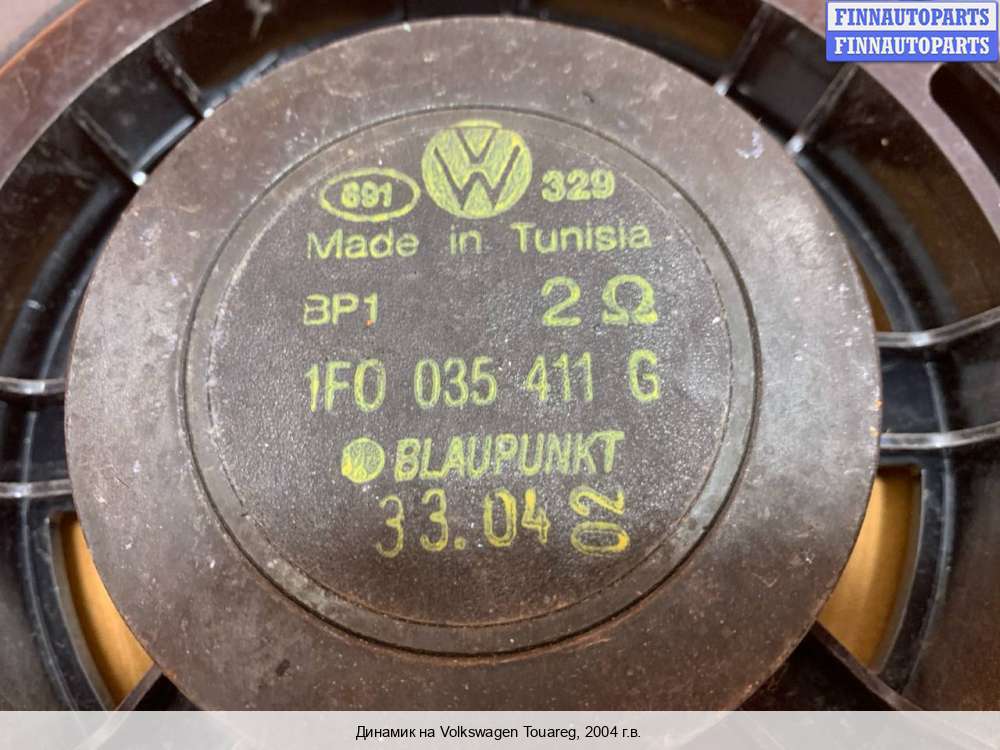 FINNAUTOPARTS
FINNAUTOPARTS
691 VW 329
Made in Tunisia
BP1 2 Ω
1F0 035 411 G
BLAUPUNKT
33.04 02
Динамик на Volkswagen Touareg, 2004 г.в.